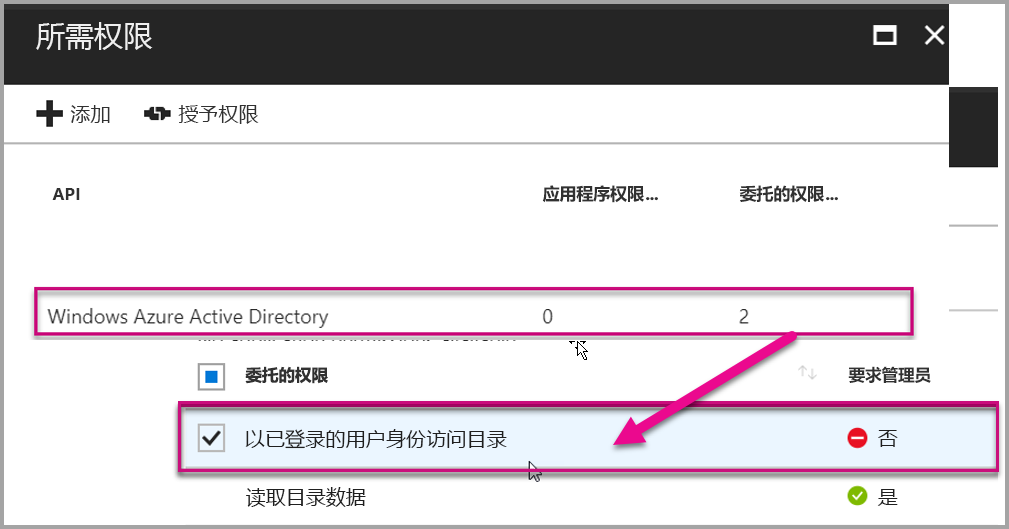 所需权限
添加 授予权限
API 应用程序权限... 委托的权限...
Windows Azure Active Directory 0 2
委托的权限 要求管理员
以已登录的用户身份访问目录 否
读取目录数据 是